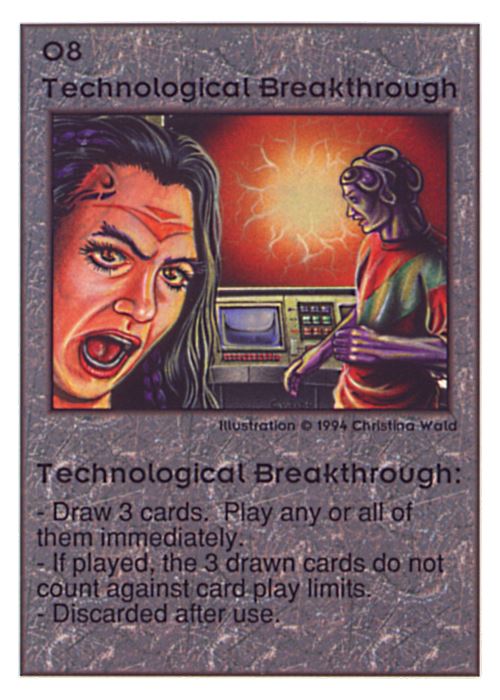 O8
Technological Breakthrough
Illustration © 1994 Christina Wald
Technological Breakthrough:
- Draw 3 cards. Play any or all of
them immediately.
- If played, the 3 drawn cards do not
count against card play limits.
- Discarded after use.